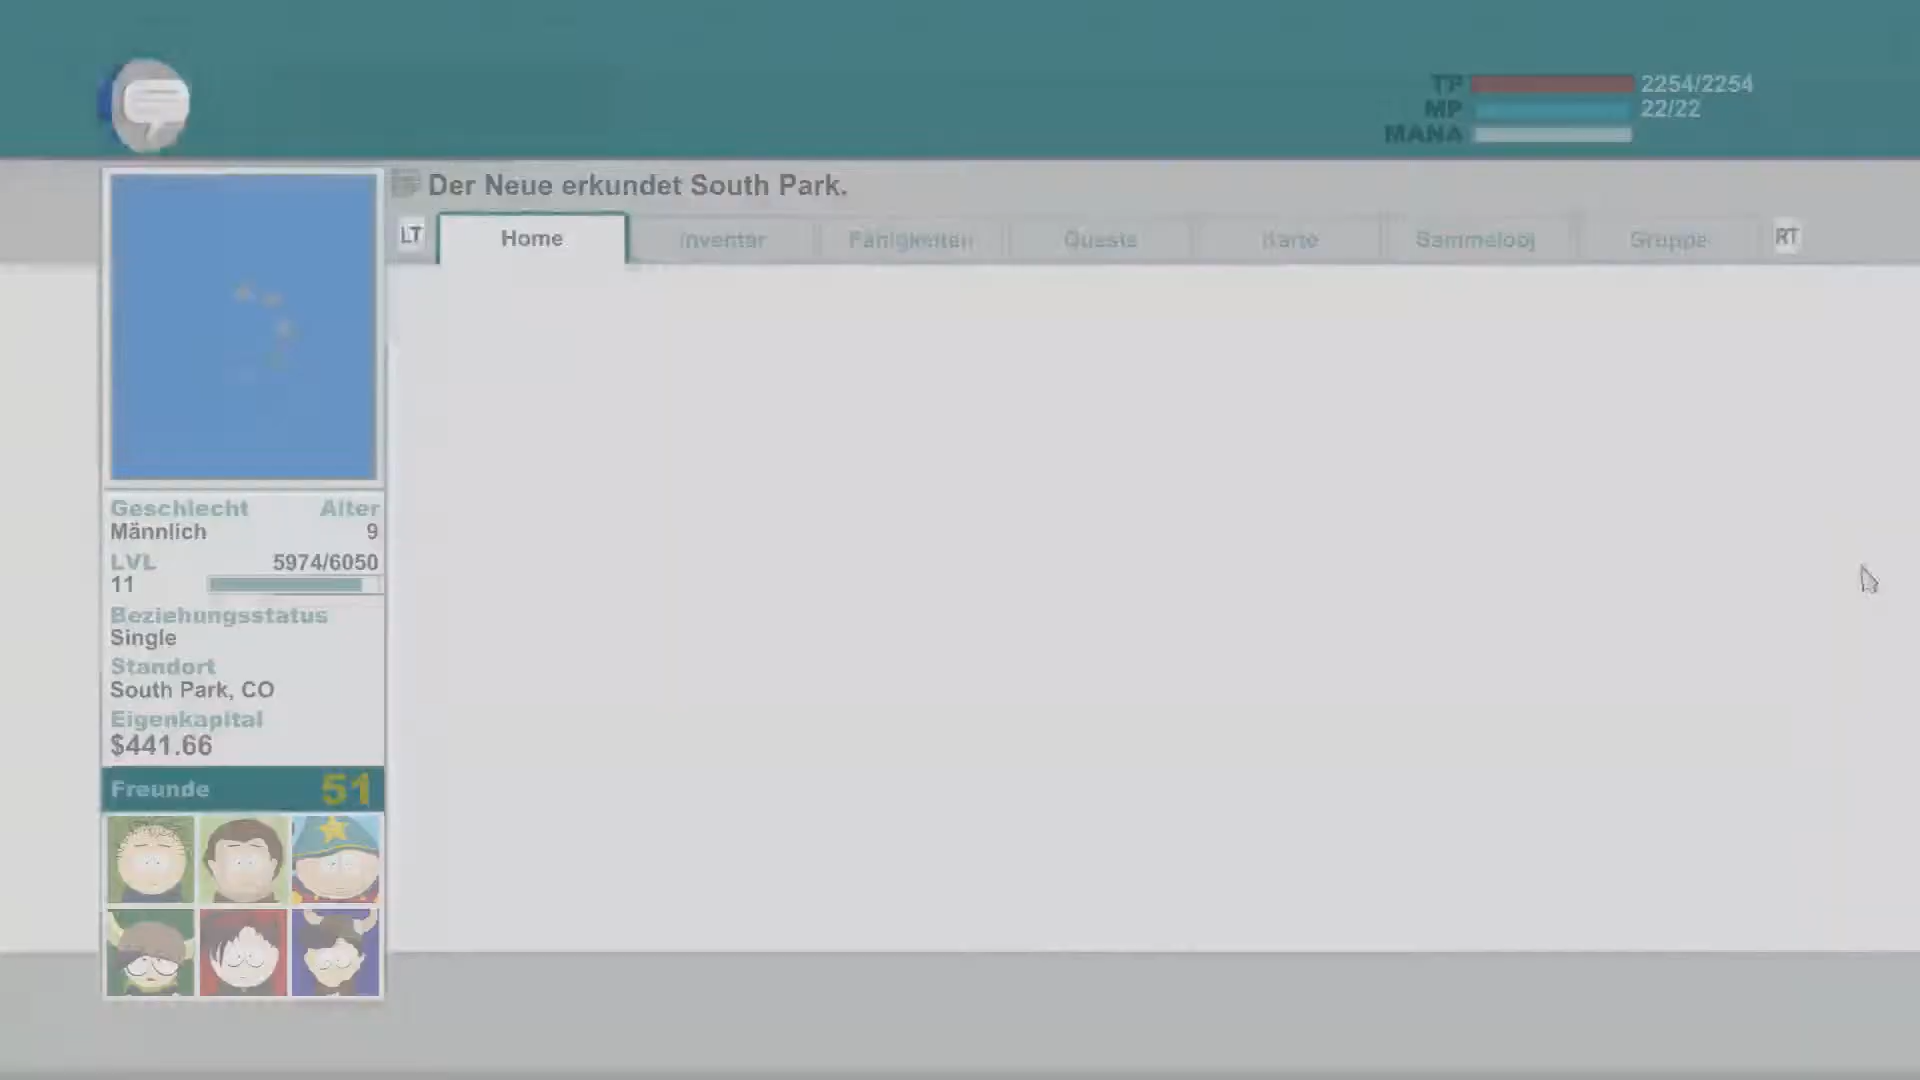 TP 2254/2254
MP 22/22
MANA
Der Neue erkundet South Park.
LT Home Inventar Fähigkeiten Quests Karte Sammelobj Gruppe RT
Geschlecht Alter
Männlich 9
LVL 5974/6050
11
Beziehungsstatus
Single
Standort
South Park, CO
Eigenkapital
$441.66
Freunde 51